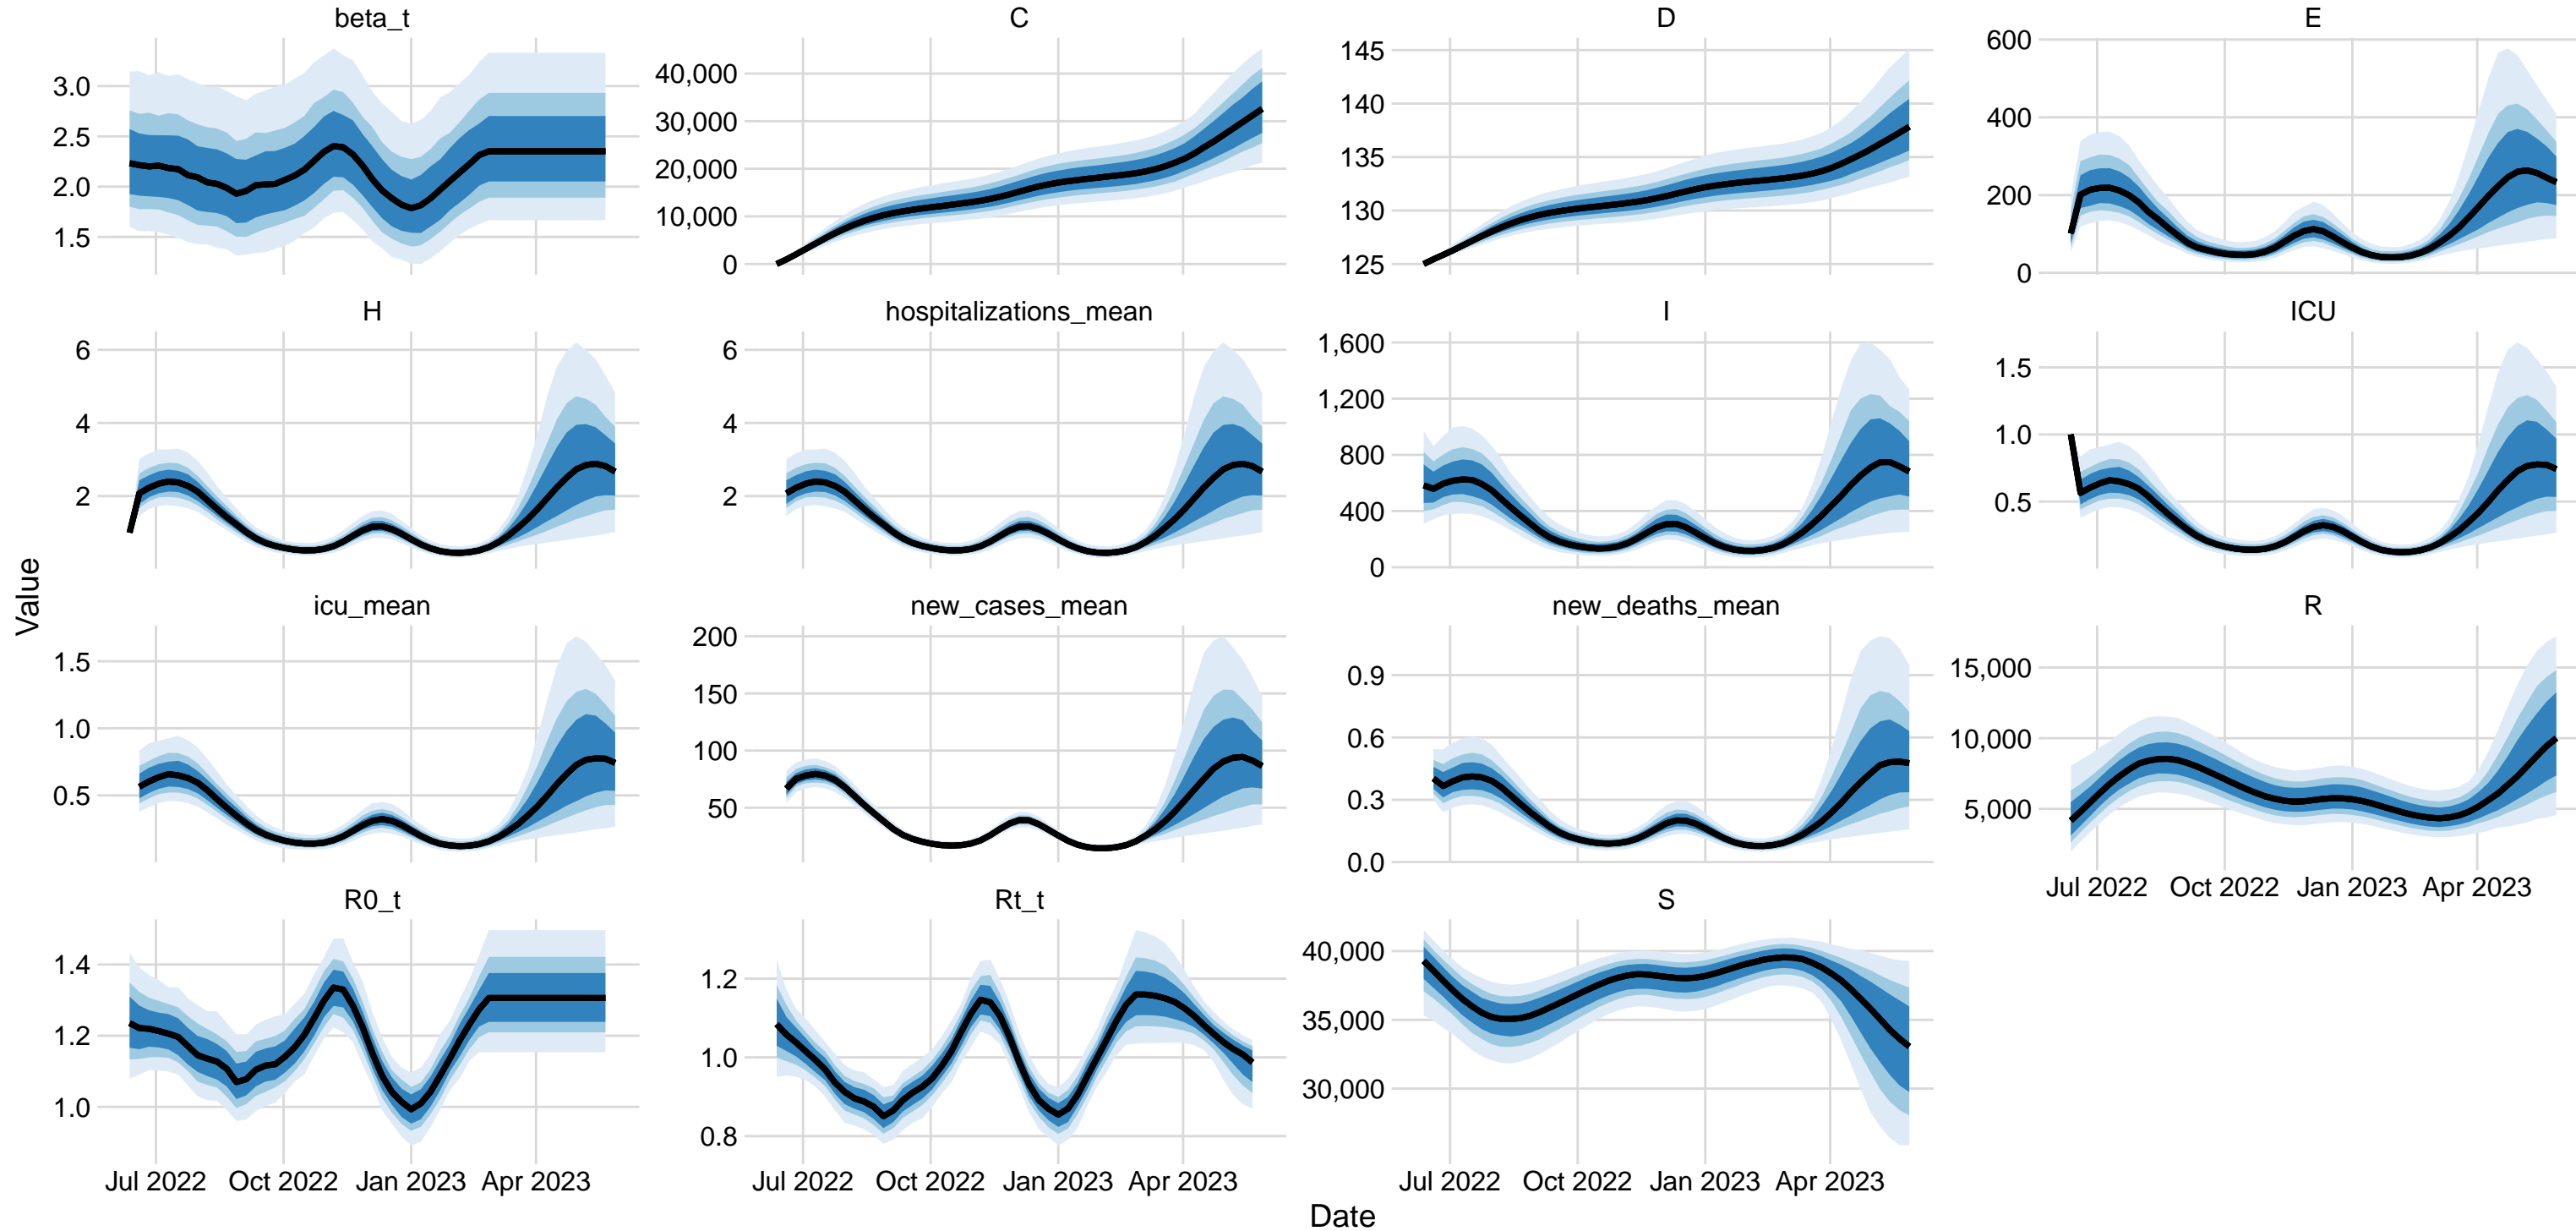 beta_t
C
D
E
3.0
2.5
2.0
1.5
40,000
30,000
20,000
10,000
0
145
140
135
130
125
600
400
200
0
H
hospitalizations_mean
I
ICU
6
4
2
6
4
2
1,600
1,200
800
400
0
1.5
1.0
0.5
Value
icu_mean
new_cases_mean
new_deaths_mean
R
1.5
1.0
0.5
200
150
100
50
0.9
0.6
0.3
0.0
15,000
10,000
5,000
Jul 2022 Oct 2022 Jan 2023 Apr 2023
R0_t
Rt_t
S
1.4
1.2
1.0
1.2
1.0
0.8
40,000
35,000
30,000
Jul 2022 Oct 2022 Jan 2023 Apr 2023
Jul 2022 Oct 2022 Jan 2023 Apr 2023
Jul 2022 Oct 2022 Jan 2023 Apr 2023
Date